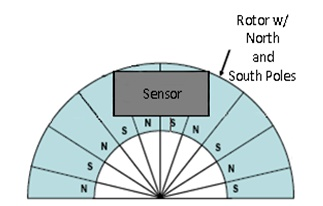 Rotor w/
North
and
South Poles
Sensor
S N S N
S S
S N
N S